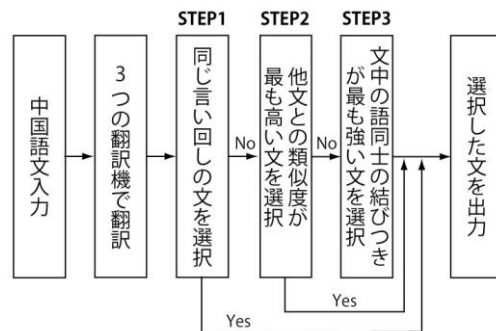 STEP1
STEP2
STEP3
中国語文入力
3つの翻訳機で翻訳
同じ言い回しの文を選択
No
他文との類似度が
最も高い文を選択
No
文中の語同士の結びつき
が最も強い文を選択
選択した文を出力
Yes
Yes